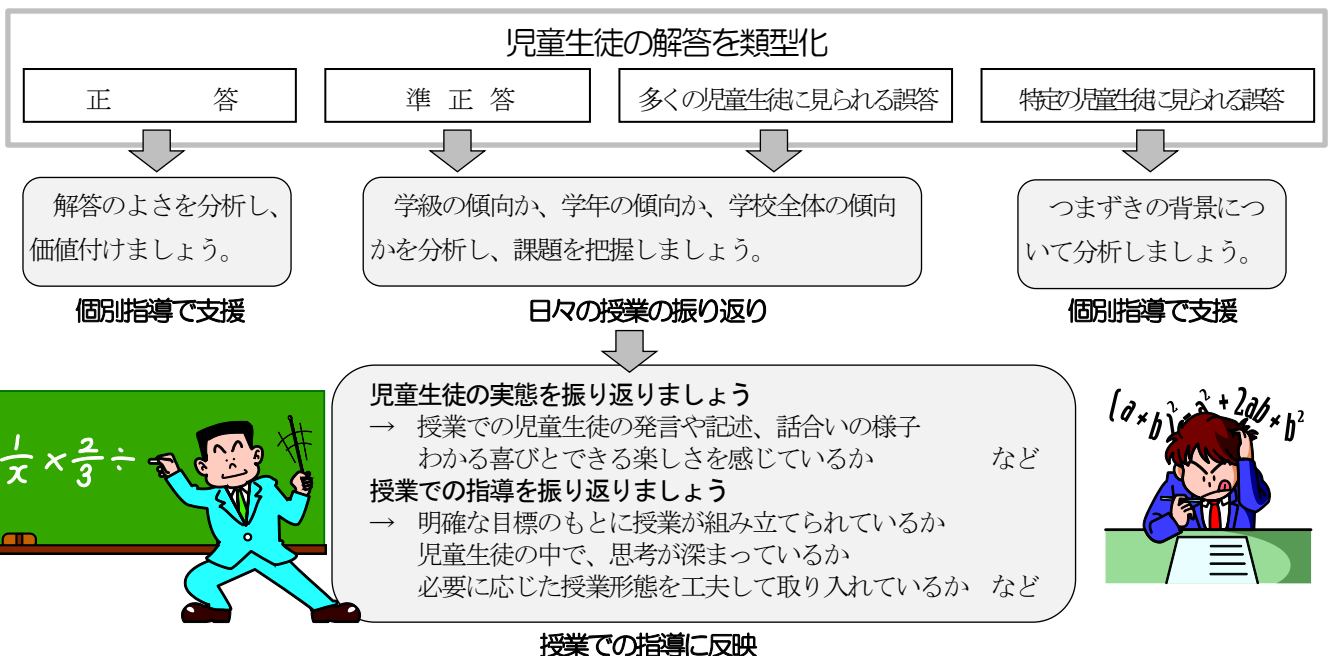 児童生徒の解答を類型化
正 答
準 正 答
多くの児童生徒に見られる誤答
特定の児童生徒に見られる誤答
解答のよさを分析し、
価値付けましょう。
学級の傾向か、学年の傾向か、学校全体の傾向
かを分析し、課題を把握しましょう。
つまずきの背景につ
いて分析しましょう。
個別指導で支援
日々の授業の振り返り
個別指導で支援
児童生徒の実態を振り返りましょう
→ 授業での児童生徒の発言や記述、話合いの様子
わかる喜びとできる楽しさを感じているか など
授業での指導を振り返りましょう
→ 明確な目標のもとに授業が組み立てられているか
児童生徒の中で、思考が深まっているか
必要に応じた授業形態を工夫して取り入れているか など
1/x × 2/3 ÷
(a+b)² a² + 2ab + b²
授業での指導に反映